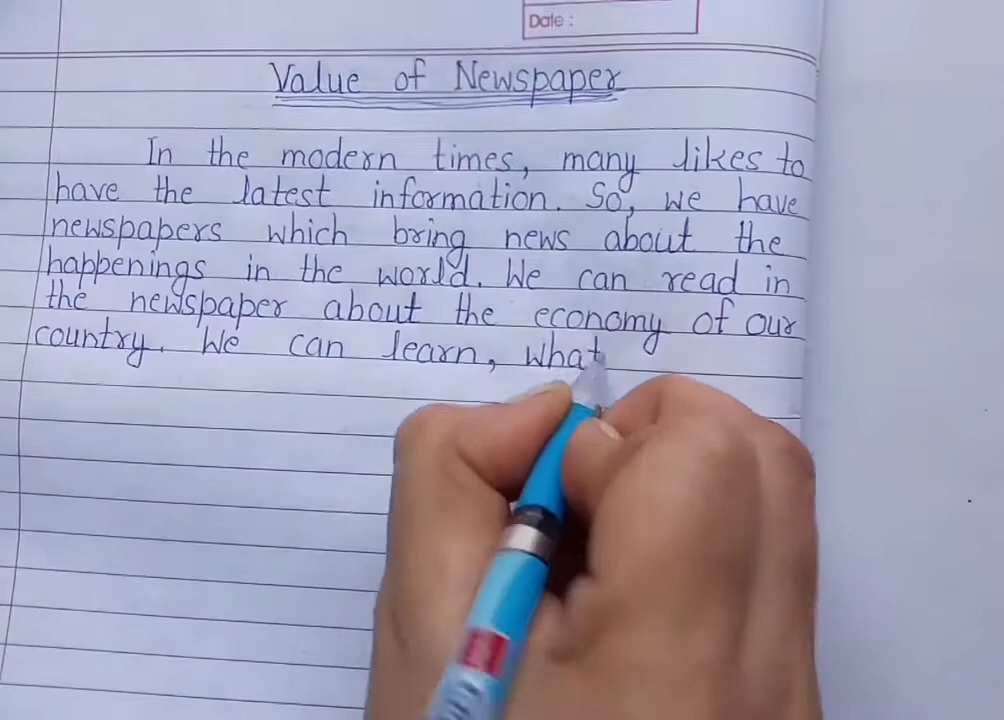 Date :
Value of Newspaper
In the modern times, many likes to
have the latest information. So, we have
newspapers which bring news about the
happenings in the world. We can read in
the newspaper about the economy of our
country. We can learn, what